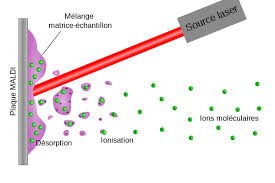 Mélange
matrice-échantillon
Source laser
Plaque MALDI
Ions moléculaires
Ionisation
Désorption